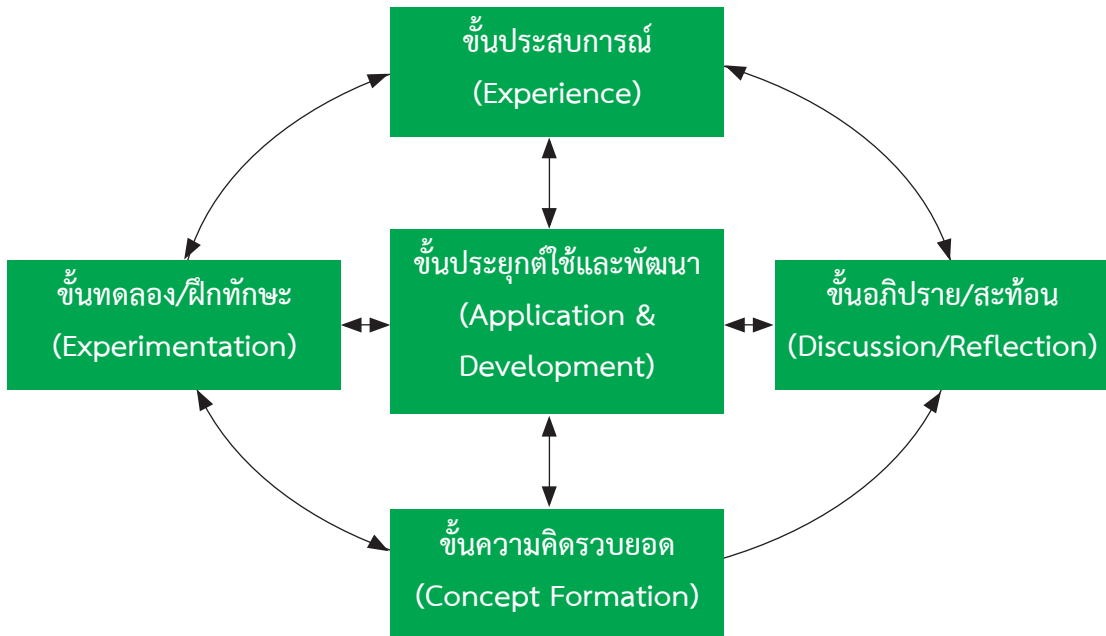 ขั้นประสบการณ์
(Experience)
ขั้นทดลอง/ฝึกทักษะ
(Experimentation)
ขั้นประยุกต์ใช้และพัฒนา
(Application &
Development)
ขั้นอภิปราย/สะท้อน
(Discussion/Reflection)
ขั้นความคิดรวบยอด
(Concept Formation)